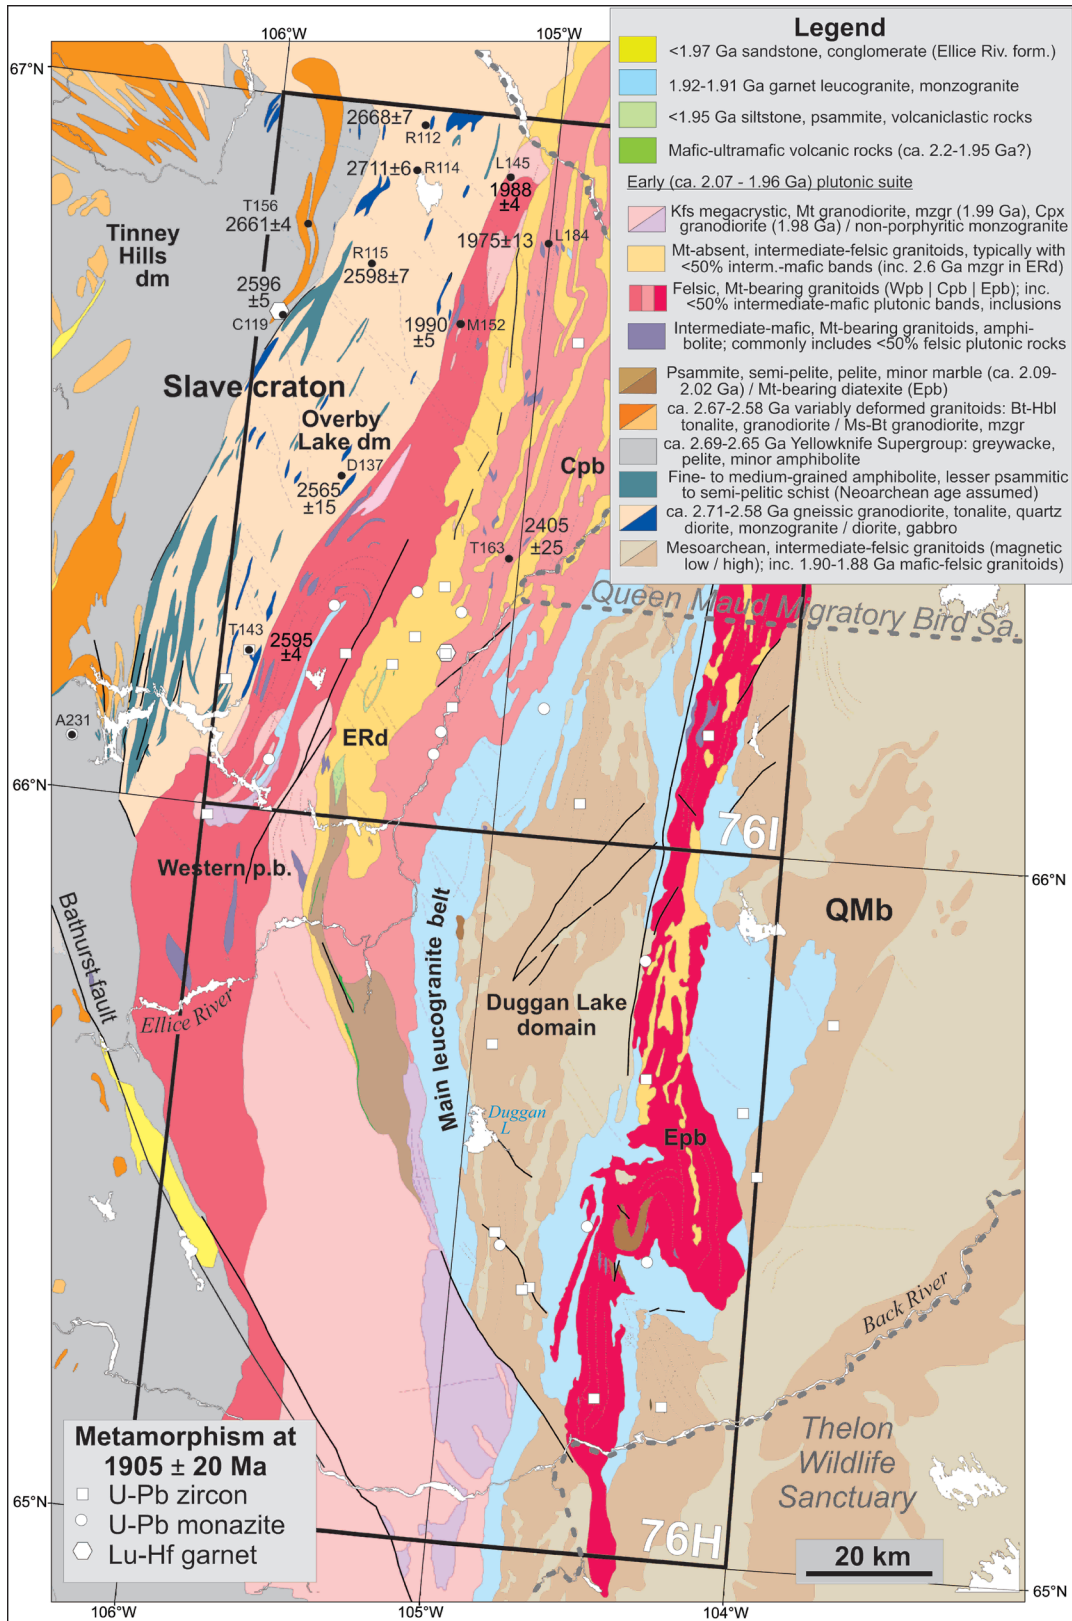 106°W
105°W
67°N
Legend
<1.97 Ga sandstone, conglomerate (Ellice Riv. form.)
1.92-1.91 Ga garnet leucogranite, monzogranite
<1.95 Ga siltstone, psammite, volcaniclastic rocks
Mafic-ultramafic volcanic rocks (ca. 2.2-1.95 Ga?)
Early (ca. 2.07 - 1.96 Ga) plutonic suite
Kfs megacrystic, Mt granodiorite, mzgr (1.99 Ga), Cpx
granodiorite (1.98 Ga) / non-porphyritic monzogranite
Mt-absent, intermediate-felsic granitoids, typically with
<50% interm.-mafic bands (inc. 2.6 Ga mzgr in ERd)
Felsic, Mt-bearing granitoids (Wpb | Cpb | Epb); inc.
<50% intermediate-mafic plutonic bands, inclusions
Intermediate-mafic, Mt-bearing granitoids, amphi-
bolite; commonly includes <50% felsic plutonic rocks
Psammite, semi-pelite, pelite, minor marble (ca. 2.09-
2.02 Ga) / Mt-bearing diatexite (Epb)
ca. 2.67-2.58 Ga variably deformed granitoids: Bt-Hbl
tonalite, granodiorite / Ms-Bt granodiorite, mzgr
ca. 2.69-2.65 Ga Yellowknife Supergroup: greywacke,
pelite, minor amphibolite
Fine- to medium-grained amphibolite, lesser psammitic
to semi-pelitic schist (Neoarchean age assumed)
ca. 2.71-2.58 Ga gneissic granodiorite, tonalite, quartz
diorite, monzogranite / diorite, gabbro
Mesoarchean, intermediate-felsic granitoids (magnetic
low / high); inc. 1.90-1.88 Ga mafic-felsic granitoids)
2668±7
R112
2711±6
R114
L145
1988
±4
T156
2661±4
1975±13
L184
Tinney
Hills
dm
R115
2598±7
2596
±5
C119
1990
±5
M152
Slave craton
Overby
Lake dm
D137
2565
±15
Cpb
2405
±25
T163
Queen Maud Migratory Bird Sa.
T143
2595
±4
A231
ERd
66°N
76I
Western p.b.
66°N
QMb
Bathurst fault
Main leucogranite belt
Ellice River
Duggan Lake
domain
Duggan
L
Epb
Back River
Thelon
Wildlife
Sanctuary
Metamorphism at
1905 ± 20 Ma
U-Pb zircon
U-Pb monazite
Lu-Hf garnet
65°N
76H
20 km
65°N
106°W
105°W
104°W